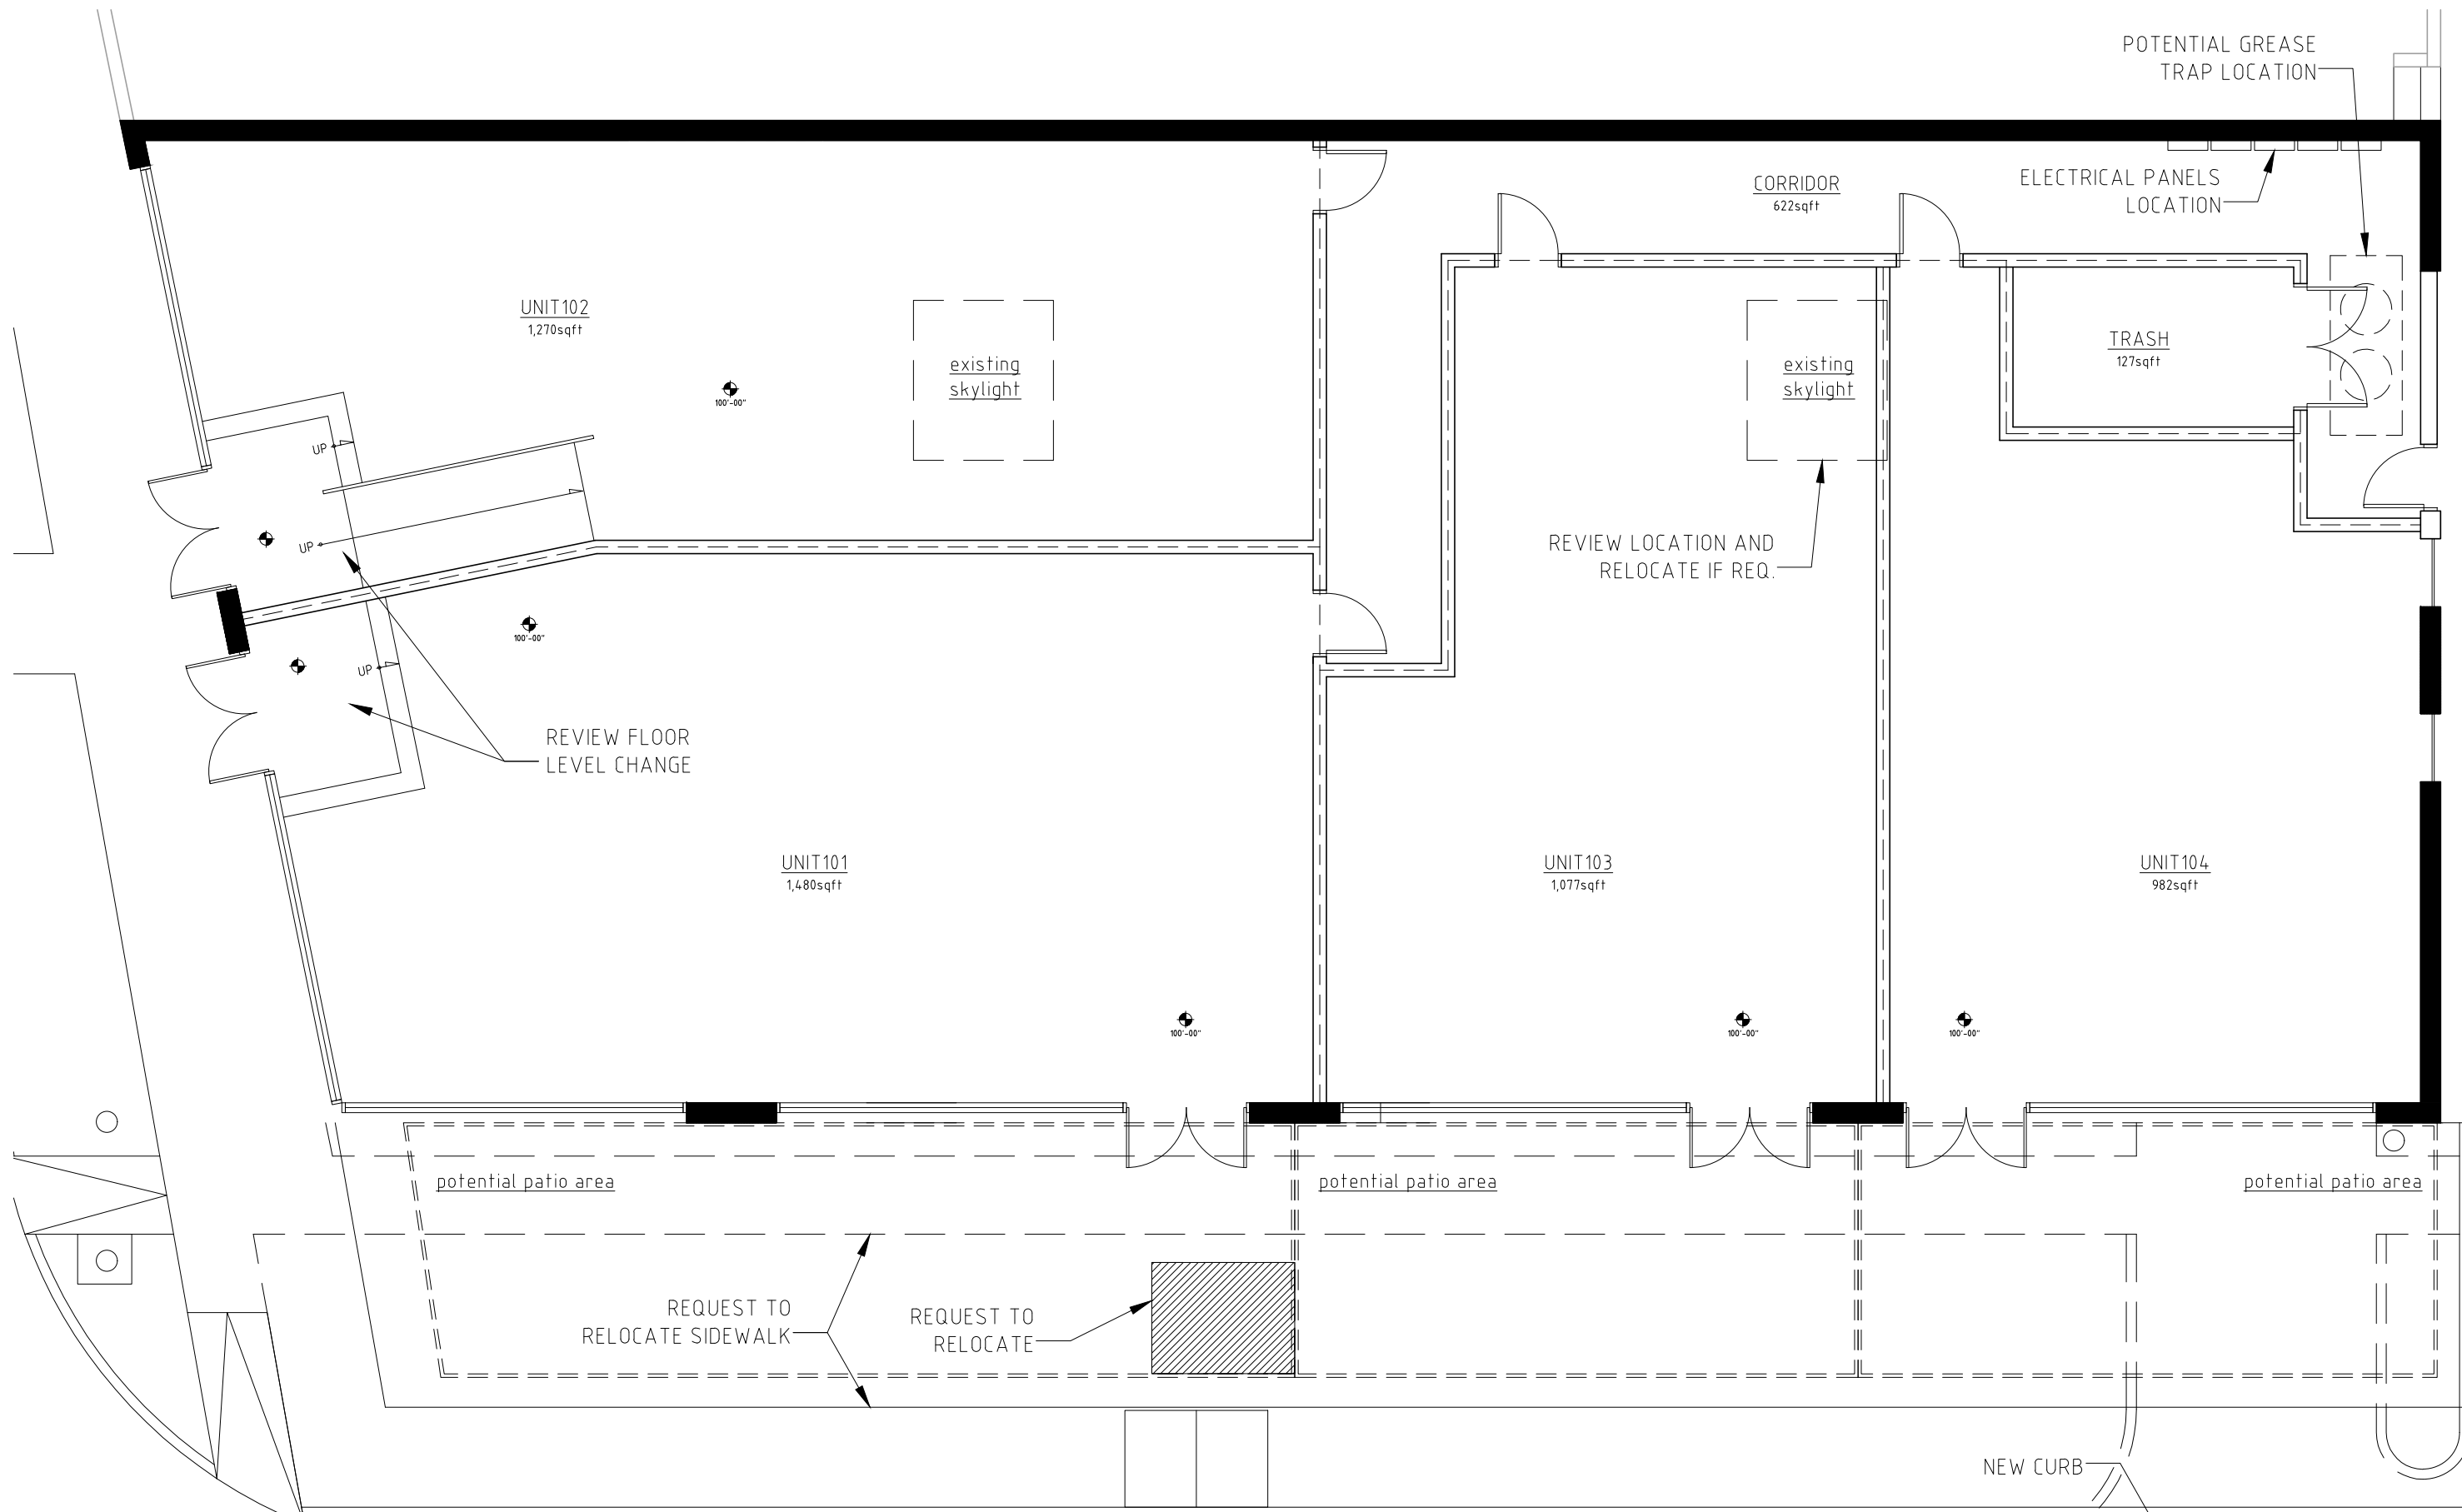 POTENTIAL GREASE
TRAP LOCATION
ELECTRICAL PANELS
LOCATION
CORRIDOR
622sqft
UNIT102
1,270sqft
existing
skylight
100'-00"
existing
skylight
TRASH
127sqft
UP
UP
REVIEW LOCATION AND
RELOCATE IF REQ.
100'-00"
UP
REVIEW FLOOR
LEVEL CHANGE
UNIT101
1,480sqft
UNIT103
1,077sqft
UNIT104
982sqft
100'-00"
100'-00"
100'-00"
potential patio area
potential patio area
potential patio area
REQUEST TO
RELOCATE SIDEWALK
REQUEST TO
RELOCATE
NEW CURB